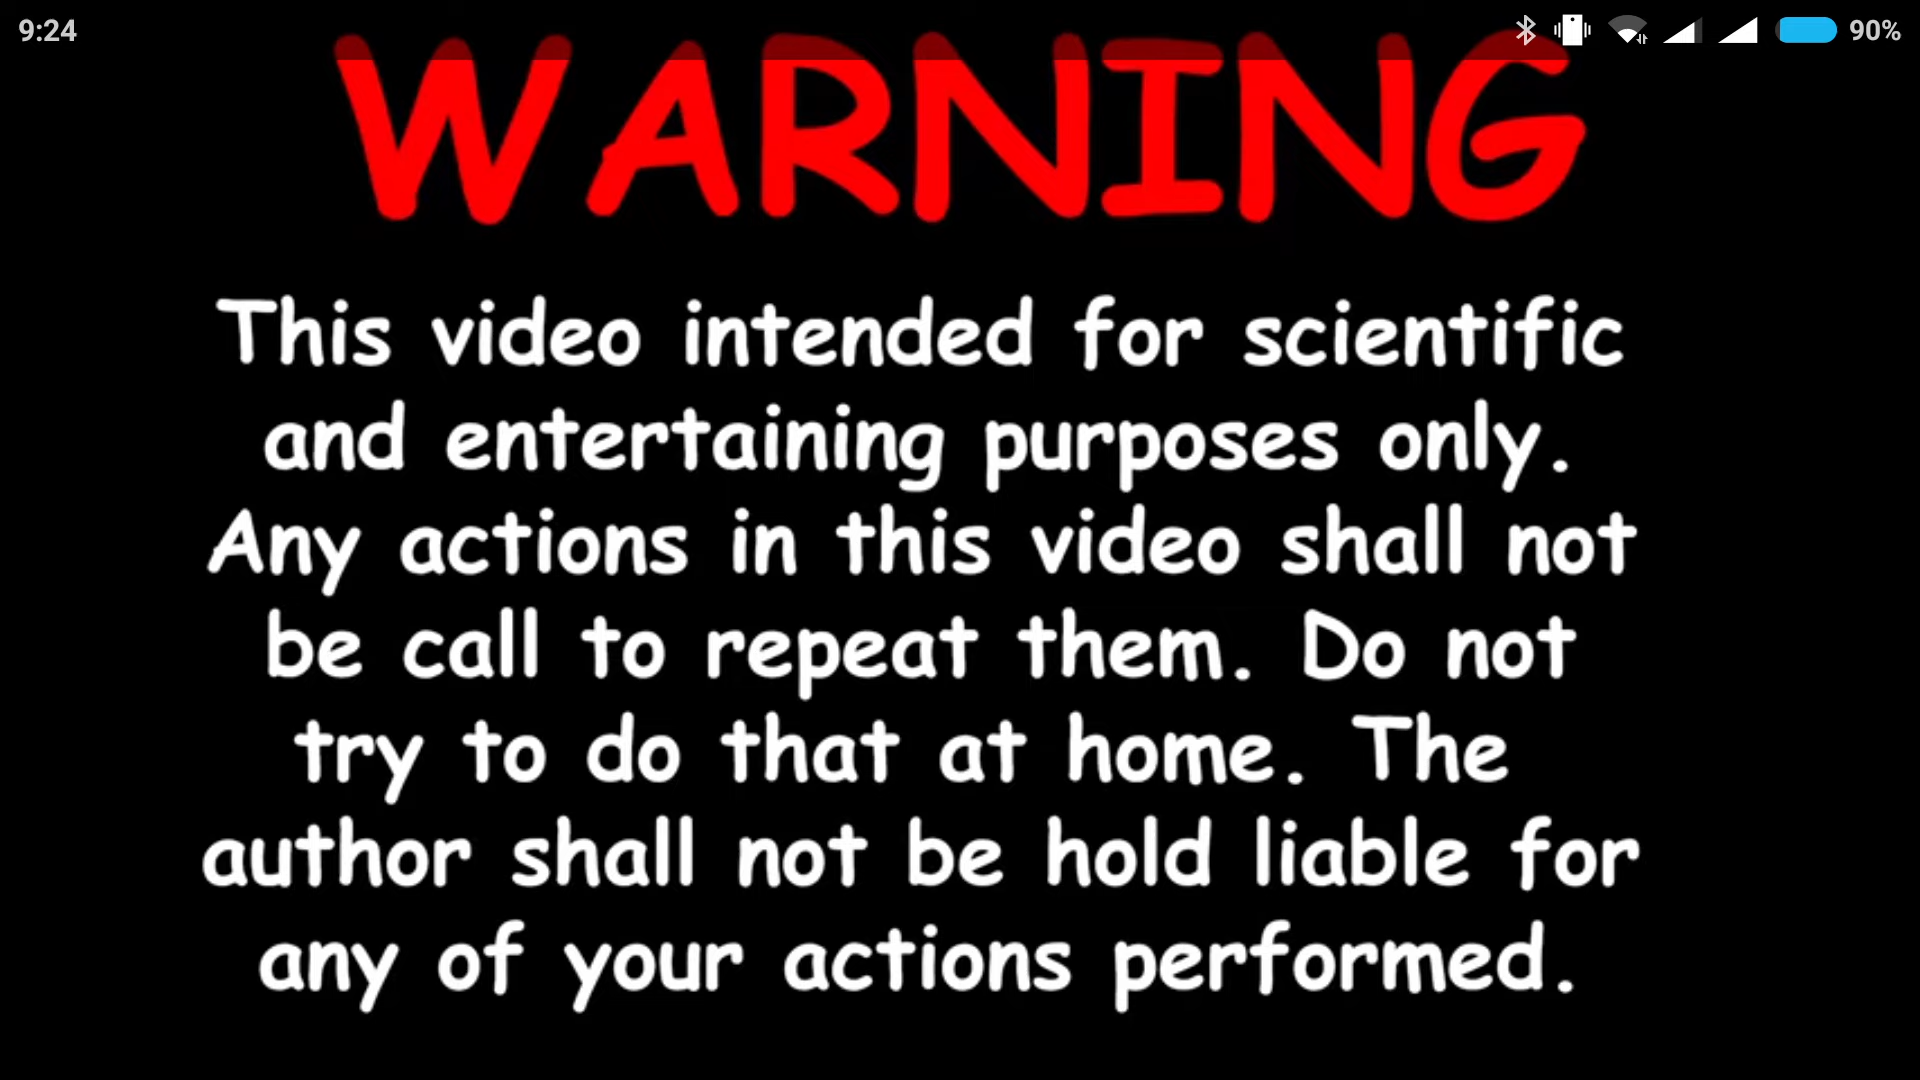 9:24 90%
WARNING
This video intended for scientific
and entertaining purposes only.
Any actions in this video shall not
be call to repeat them. Do not
try to do that at home. The
author shall not be hold liable for
any of your actions performed.